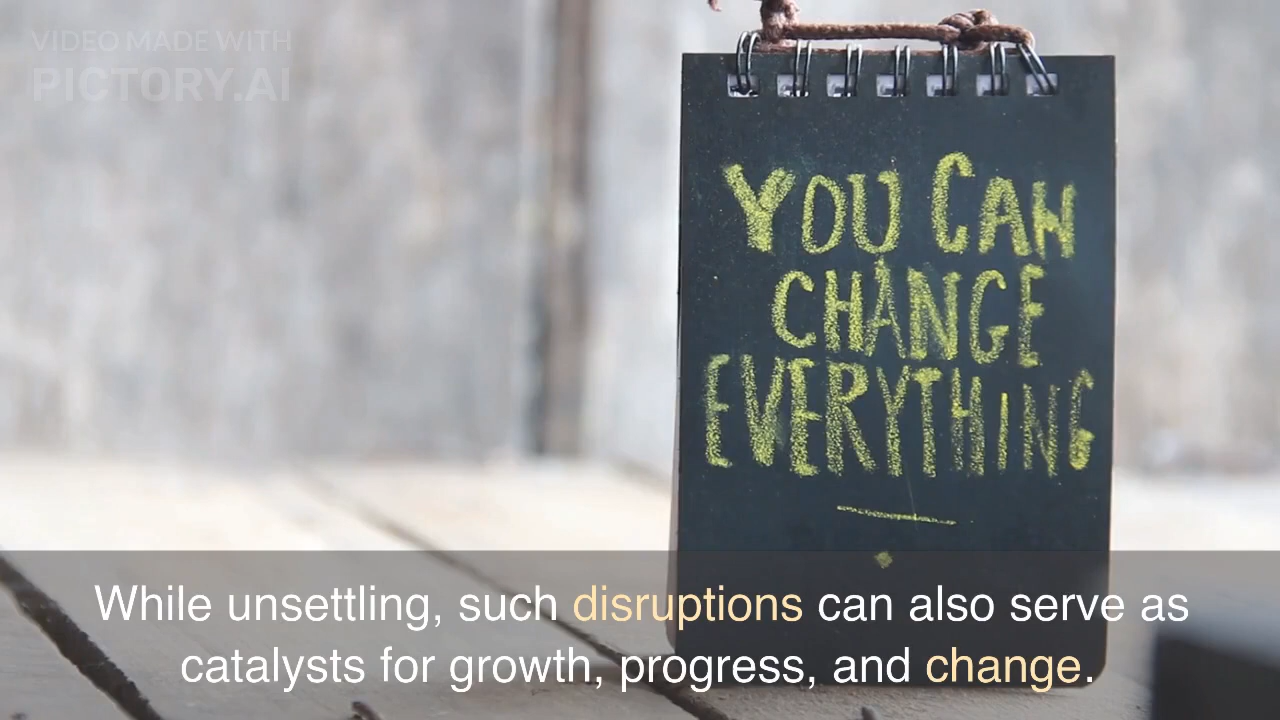 VIDEO MADE WITH
PICTORY.AI
YOU CAN
CHANGE
EVERYTHING
While unsettling, such disruptions can also serve as
catalysts for growth, progress, and change.